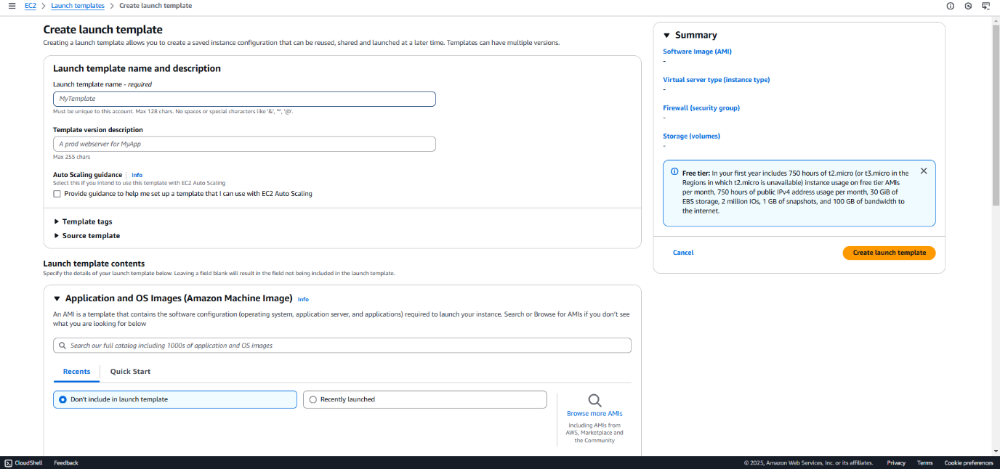 EC2 > Launch templates > Create launch template
Create launch template
Creating a launch template allows you to create a saved instance configuration that can be reused, shared and launched at a later time. Templates can have multiple versions.
Launch template name and description
Launch template name - required
MyTemplate
Must be unique to this account. Max 128 chars. No spaces or special characters like '&', '*', '@'.
Template version description
A prod webserver for MyApp
Max 255 chars
Auto Scaling guidance | Info
Select this if you intend to use this template with EC2 Auto Scaling
Provide guidance to help me set up a template that I can use with EC2 Auto Scaling
Template tags
Source template
Launch template contents
Specify the details of your launch template below. Leaving a field blank will result in the field not being included in the launch template.
Application and OS Images (Amazon Machine Image) Info
An AMI is a template that contains the software configuration (operating system, application server, and applications) required to launch your instance. Search or Browse for AMIs if you don't see
what you are looking for below
Search our full catalog including 1000s of application and OS images
Recents
Quick Start
Don't include in launch template
Recently launched
Browse more AMIs
Including AMIs from
AWS, Marketplace and
the Community
Summary
Software Image (AMI)
-
Virtual server type (instance type)
-
Firewall (security group)
-
Storage (volumes)
-
Free tier: In your first year includes 750 hours of t2.micro (or t3.micro in the
Regions in which t2.micro is unavailable) instance usage on free tier AMIs
per month, 750 hours of public IPv4 address usage per month, 30 GiB of
EBS storage, 2 million IOs, 1 GB of snapshots, and 100 GB of bandwidth to
the internet.
Cancel
Create launch template
CloudShell
Feedback
© 2025, Amazon Web Services, Inc. or its affiliates.
Privacy
Terms
Cookie preferences